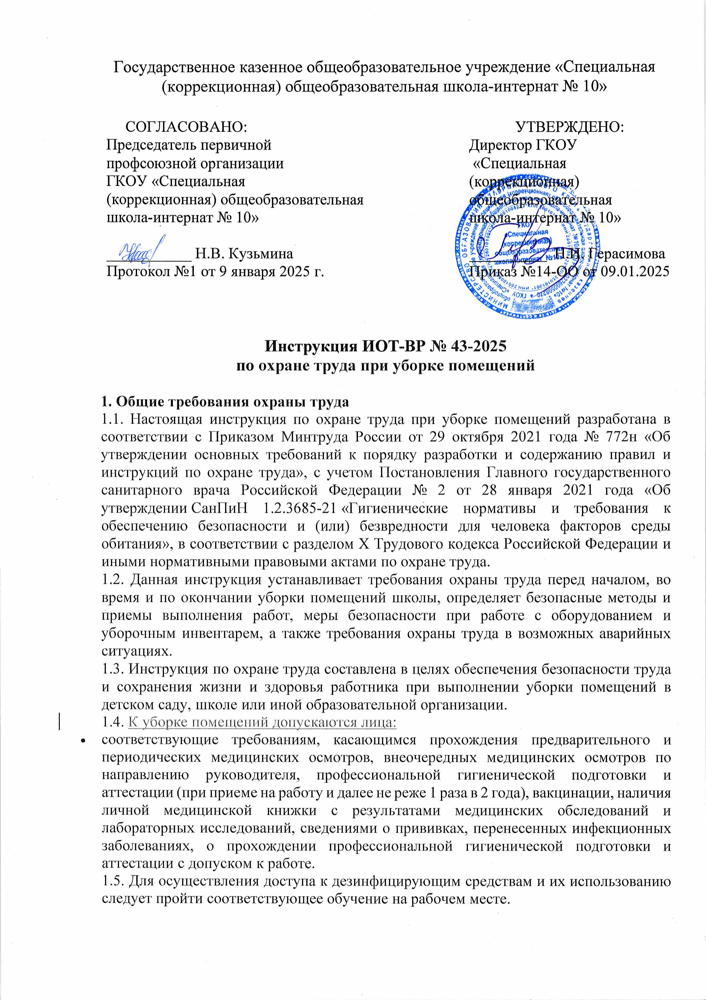 Государственное казенное общеобразовательное учреждение «Специальная
(коррекционная) общеобразовательная школа-интернат № 10»
СОГЛАСОВАНО:
Председатель первичной
профсоюзной организации
ГКОУ «Специальная
(коррекционная) общеобразовательная
школа-интернат № 10»
Н.В. Кузьмина
Протокол №1 от 9 января 2025 г.
УТВЕРЖДЕНО:
Директор ГКОУ
«Специальная
(коррекционная)
общеобразовательная
школа-интернат № 10»
Н.И. Герасимова
Приказ №14-ОО от 09.01.2025
ГКОУ
«Специальная
(коррекционная)
общеобразовательная
школа-интернат №10»
Инструкция ИОТ-ВР № 43-2025
по охране труда при уборке помещений
1. Общие требования охраны труда
1.1. Настоящая инструкция по охране труда при уборке помещений разработана в
соответствии с Приказом Минтруда России от 29 октября 2021 года № 772н «Об
утверждении основных требований к порядку разработки и содержанию правил и
инструкций по охране труда», с учетом Постановления Главного государственного
санитарного врача Российской Федерации № 2 от 28 января 2021 года «Об
утверждении СанПиН 1.2.3685-21 «Гигиенические нормативы и требования к
обеспечению безопасности и (или) безвредности для человека факторов среды
обитания», в соответствии с разделом X Трудового кодекса Российской Федерации и
иными нормативными правовыми актами по охране труда.
1.2. Данная инструкция устанавливает требования охраны труда перед началом, во
время и по окончании уборки помещений школы, определяет безопасные методы и
приемы выполнения работ, меры безопасности при работе с оборудованием и
уборочным инвентарем, а также требования охраны труда в возможных аварийных
ситуациях.
1.3. Инструкция по охране труда составлена в целях обеспечения безопасности труда
и сохранения жизни и здоровья работника при выполнении уборки помещений в
детском саду, школе или иной образовательной организации.
1.4. К уборке помещений допускаются лица:
• соответствующие требованиям, касающимся прохождения предварительного и
периодических медицинских осмотров, внеочередных медицинских осмотров по
направлению руководителя, профессиональной гигиенической подготовки и
аттестации (при приеме на работу и далее не реже 1 раза в 2 года), вакцинации, наличия
личной медицинской книжки с результатами медицинских обследований и
лабораторных исследований, сведениями о прививках, перенесенных инфекционных
заболеваниях, о прохождении профессиональной гигиенической подготовки и
аттестации с допуском к работе.
1.5. Для осуществления доступа к дезинфицирующим средствам и их использованию
следует пройти соответствующее обучение на рабочем месте.